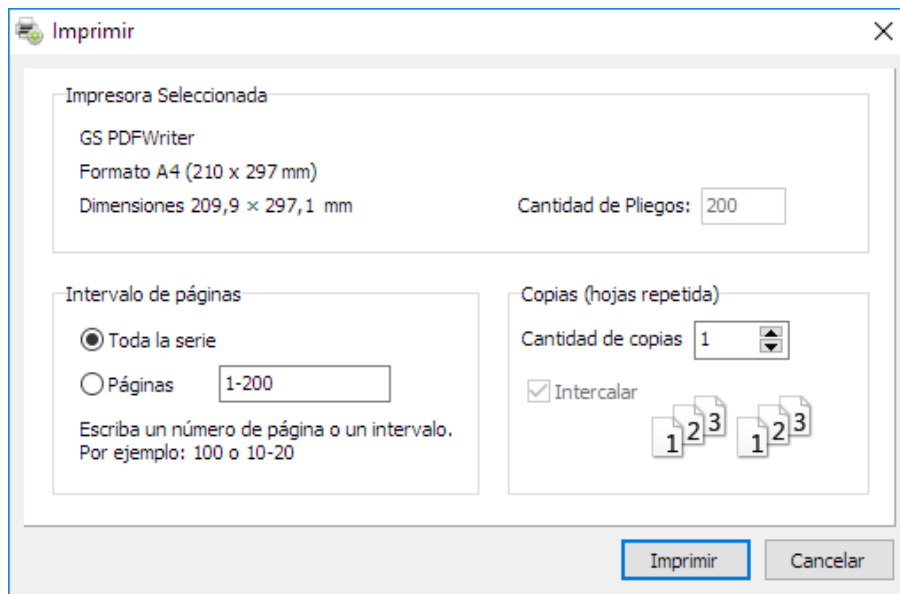 Imprimir
Impresora Seleccionada
GS PDFWriter
Formato A4 (210 x 297 mm)
Dimensiones 209,9 × 297,1 mm
Cantidad de Pliegos: 200
Intervalo de páginas
Toda la serie
Páginas 1-200
Escriba un número de página o un intervalo.
Por ejemplo: 100 o 10-20
Copias (hojas repetida)
Cantidad de copias 1
Intercalar
1 2 3 1 2 3
Imprimir Cancelar